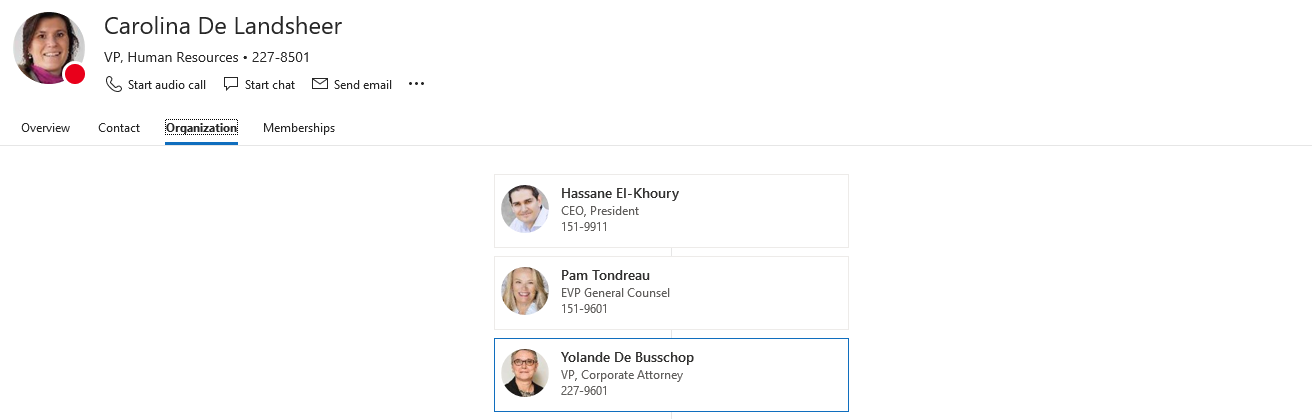 Carolina De Landsheer
VP, Human Resources • 227-8501
Start audio call Start chat Send email ...
Overview Contact Organization Memberships
Hassane El-Khoury
CEO, President
151-9911
Pam Tondreau
EVP General Counsel
151-9601
Yolande De Busschop
VP, Corporate Attorney
227-9601